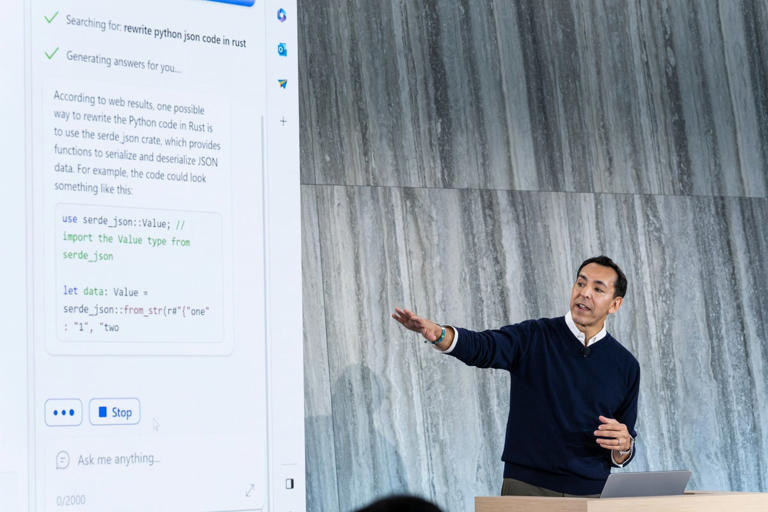 Searching for: rewrite python json code in rust
Generating answers for you...
According to web results, one possible
way to rewrite the Python code in Rust is
to use the serde_json crate, which provides
functions to serialize and deserialize JSON
data. For example, the code could look
something like this:
use serde_json::Value; //
import the Value type from
serde_json
let data: Value =
serde_json::from_str(r#"{"one"
: "1", "two
Stop
Ask me anything...
0/2000